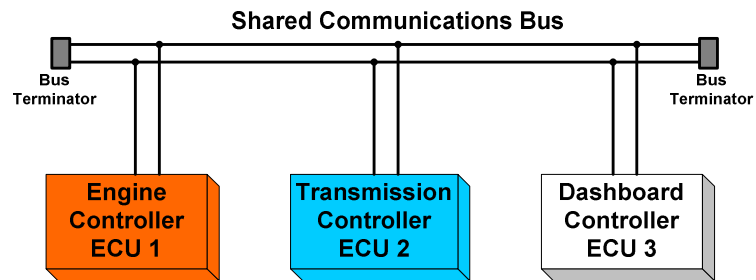 Shared Communications Bus
Bus
Terminator
Bus
Terminator
Engine
Controller
ECU 1
Transmission
Controller
ECU 2
Dashboard
Controller
ECU 3